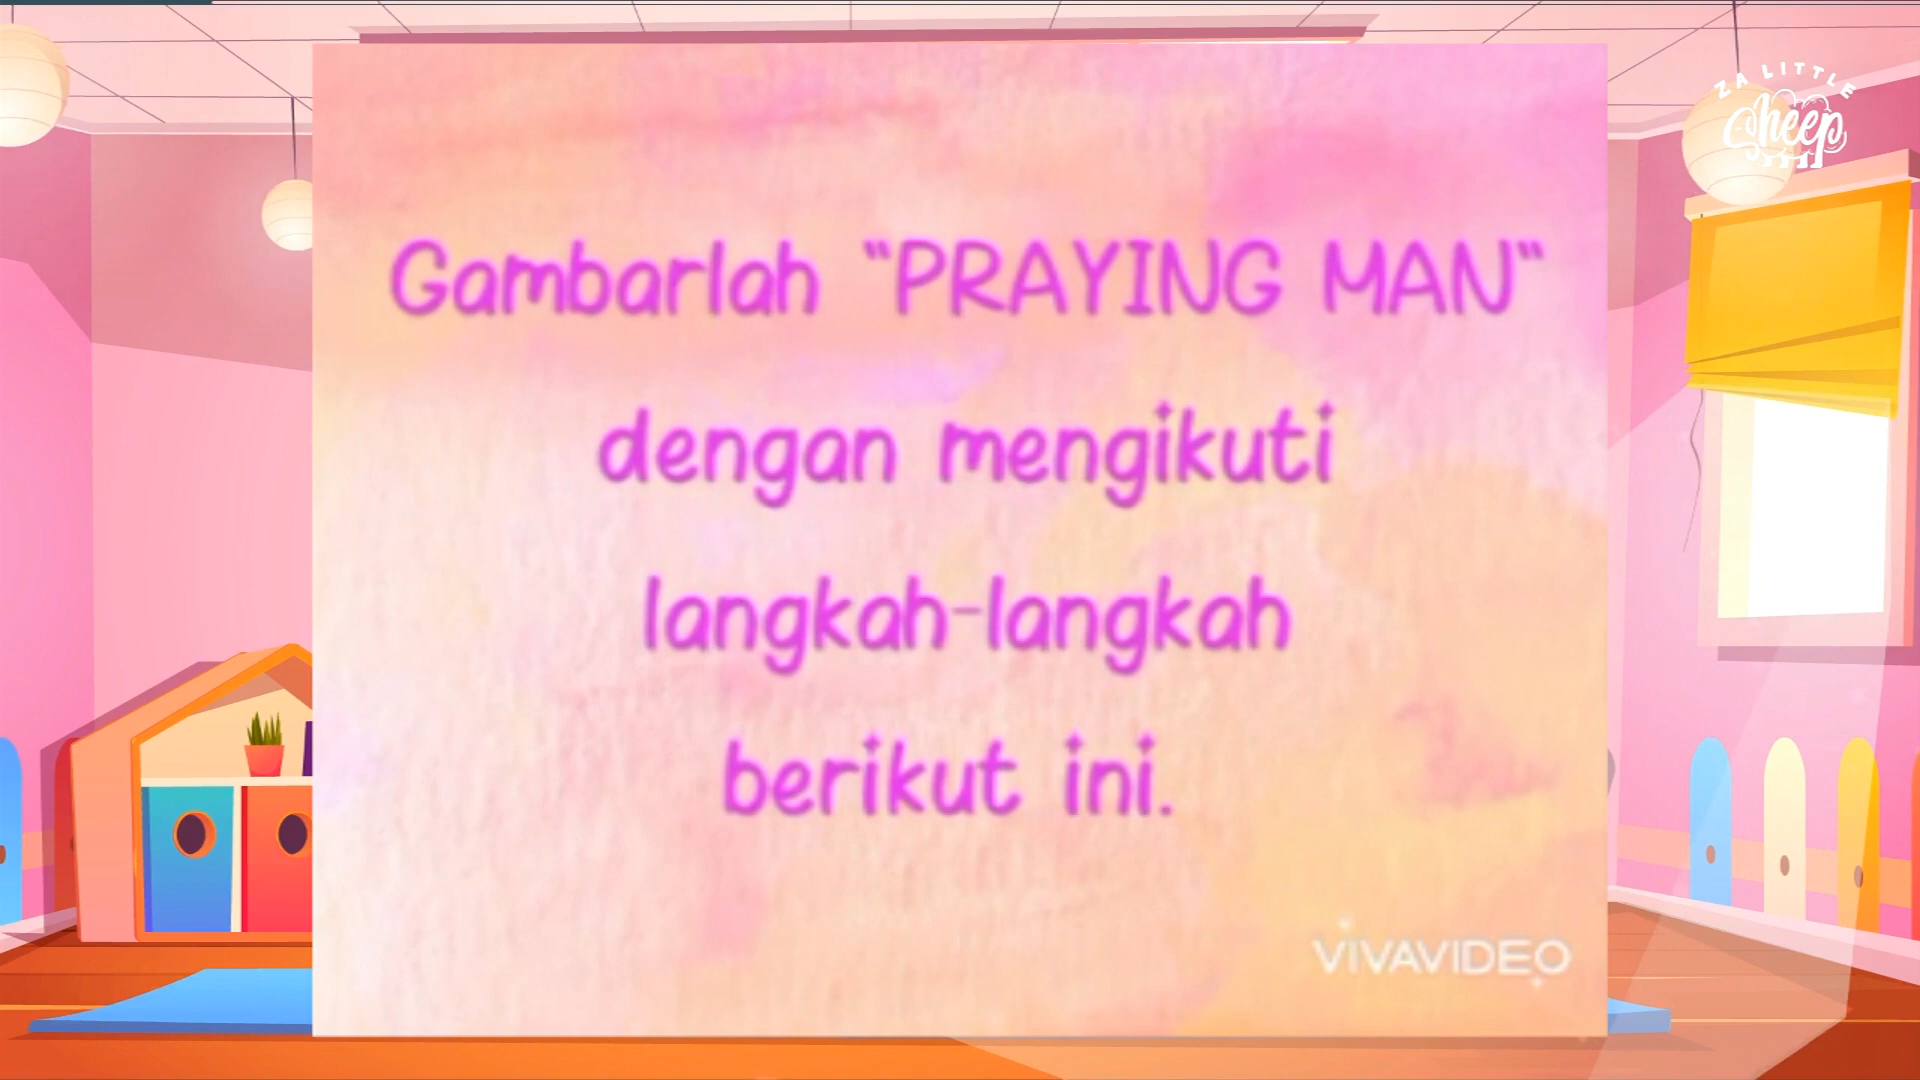 ZA LITTLE
Sheep
Gambarlah "PRAYING MAN"
dengan mengikuti
langkah-langkah
berikut ini.
VIVAVIDEO